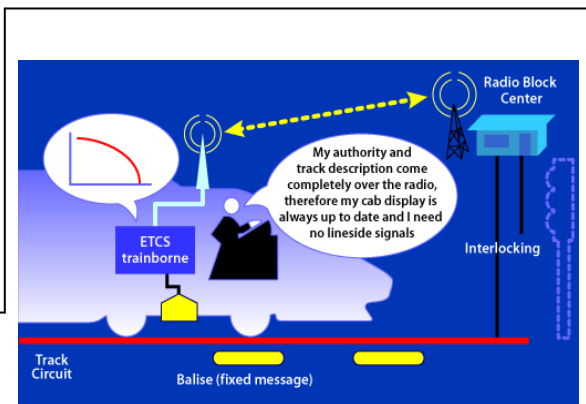 Radio Block
Center
My authority and
track description come
completely over the radio,
therefore my cab display is
always up to date and I need
no lineside signals
ETCS
trainborne
Interlocking
Track
Circuit
Balise (fixed message)